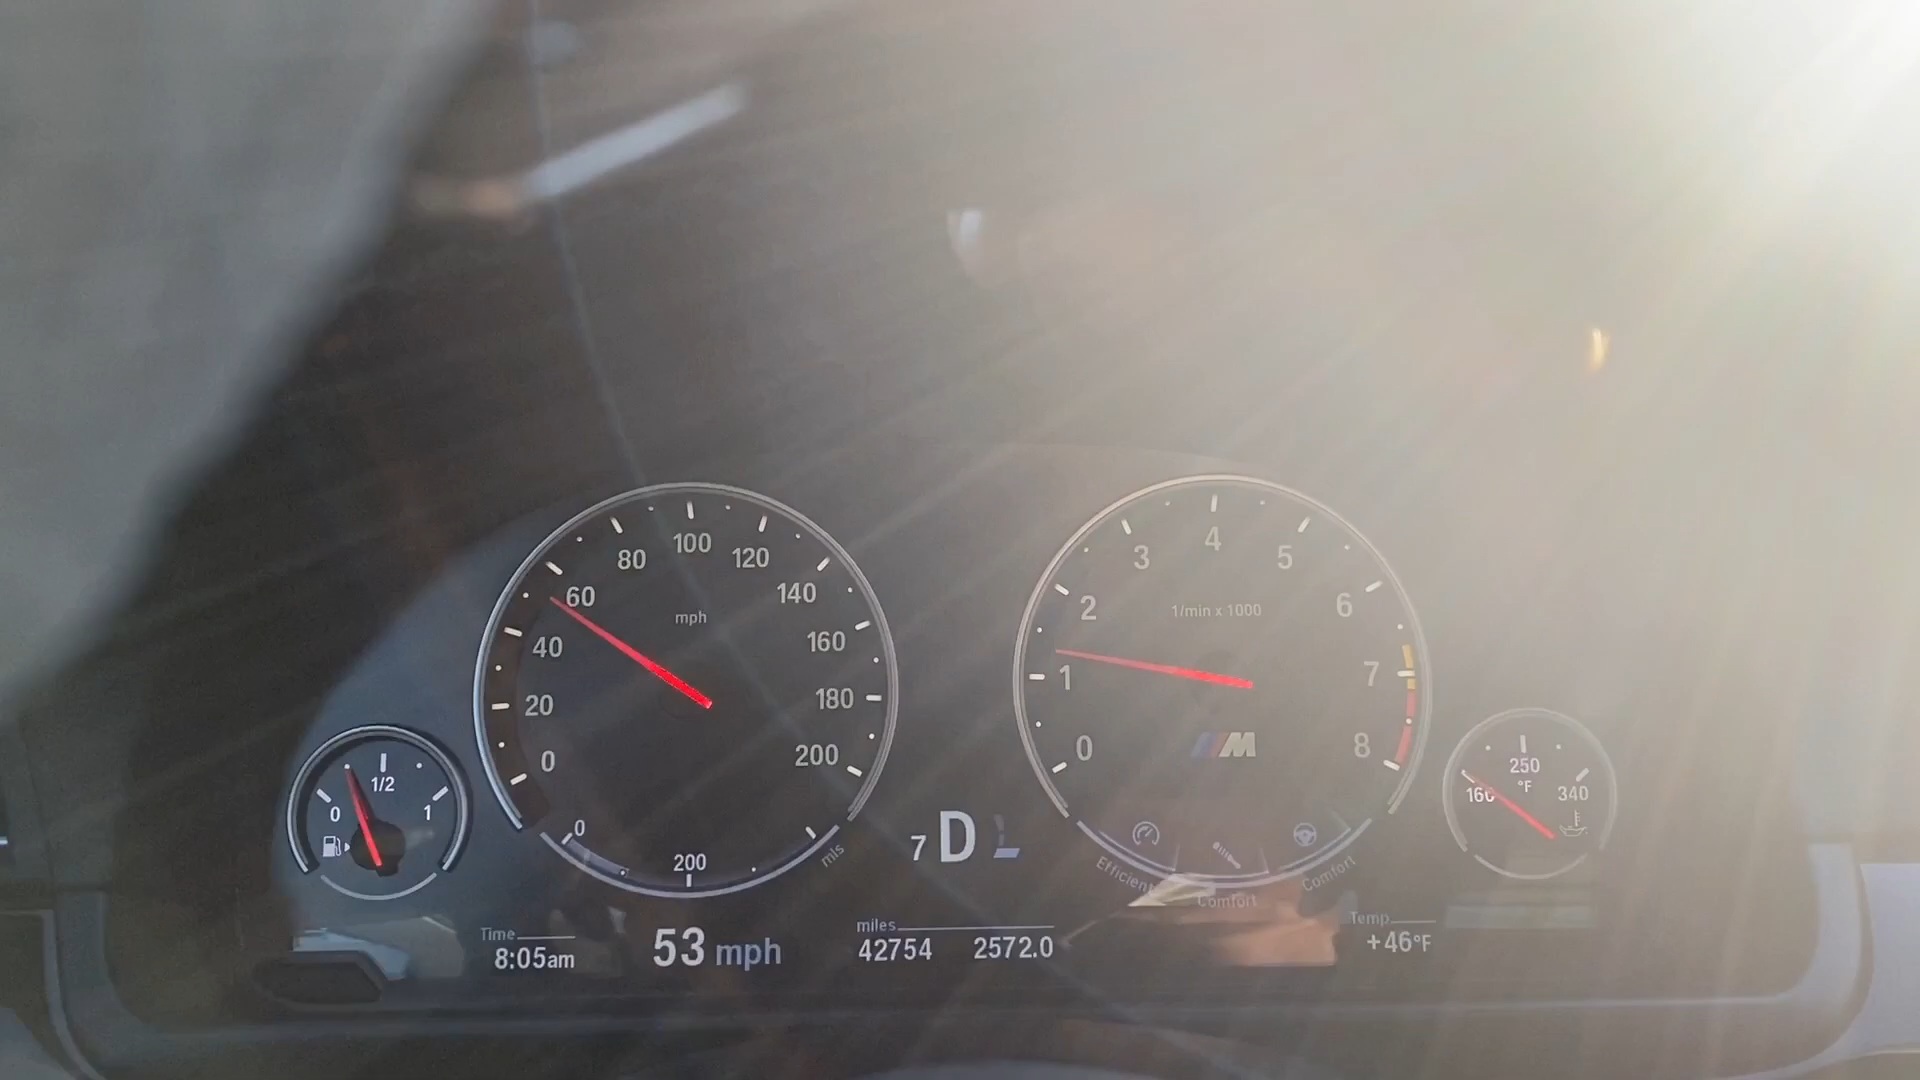 100
80
120
60
140
mph
40
160
20
180
0
200
1/2
0
1
0
200
mls
4
3
5
2
6
1/min x 1000
1
7
0
M
8
7 D
Efficient
Comfort
Comfort
250
°F
160
340
Time
8:05am
53 mph
miles
42754 2572.0
Temp
+46°F